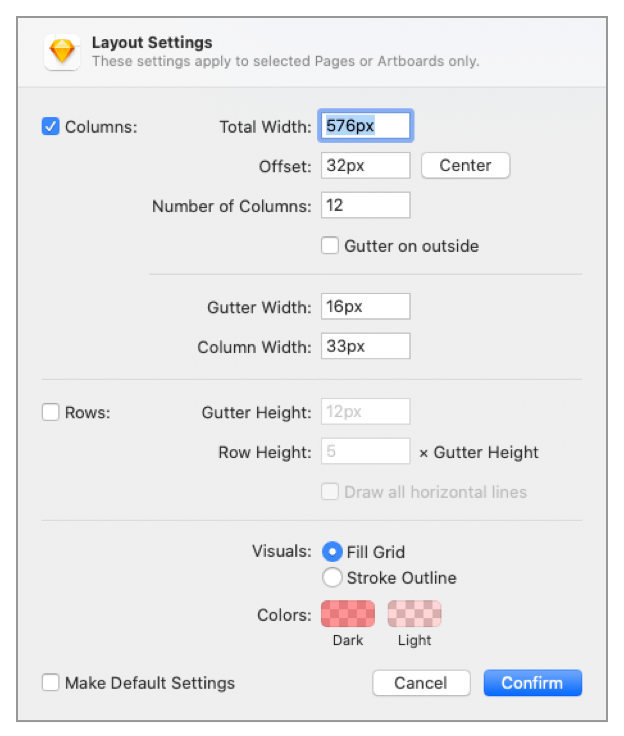 Layout Settings
These settings apply to selected Pages or Artboards only.
Columns: Total Width: 576px
Offset: 32px Center
Number of Columns: 12
Gutter on outside
Gutter Width: 16px
Column Width: 33px
Rows: Gutter Height: 12px
Row Height: 5 × Gutter Height
Draw all horizontal lines
Visuals: Fill Grid
Stroke Outline
Colors:
Dark Light
Make Default Settings Cancel Confirm